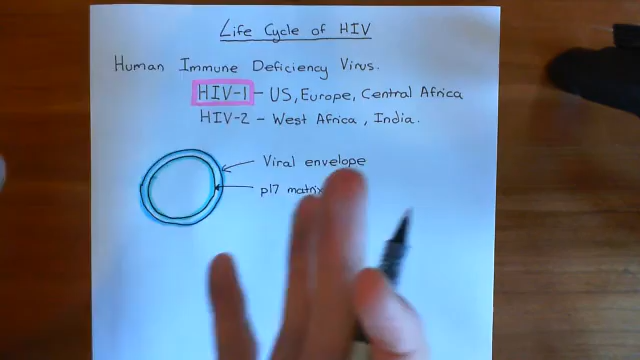 Life Cycle of HIV
Human Immune Deficiency Virus.
HIV-1 – US, Europe, Central Africa
HIV-2 – West Africa, India.
Viral envelope
p17 matrix